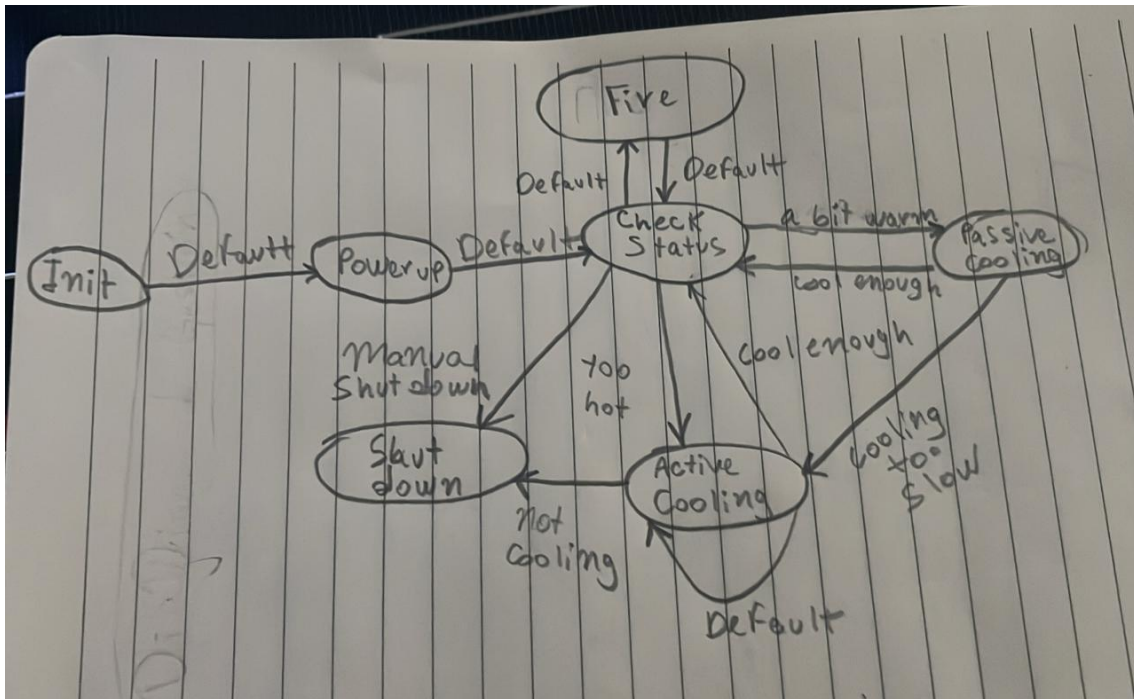 Fire
Default
Default
Check
Status
a bit warm
Passive
Cooling
cool enough
Init
Default
Powerup
Default
Manual
Shut down
too
hot
Cool enough
Cooling
too
slow
Shut
down
Active
Cooling
not
Cooling
Default